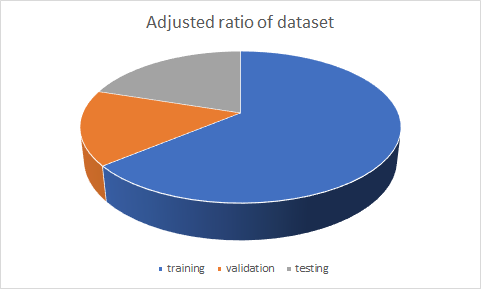 Adjusted ratio of dataset
training validation testing